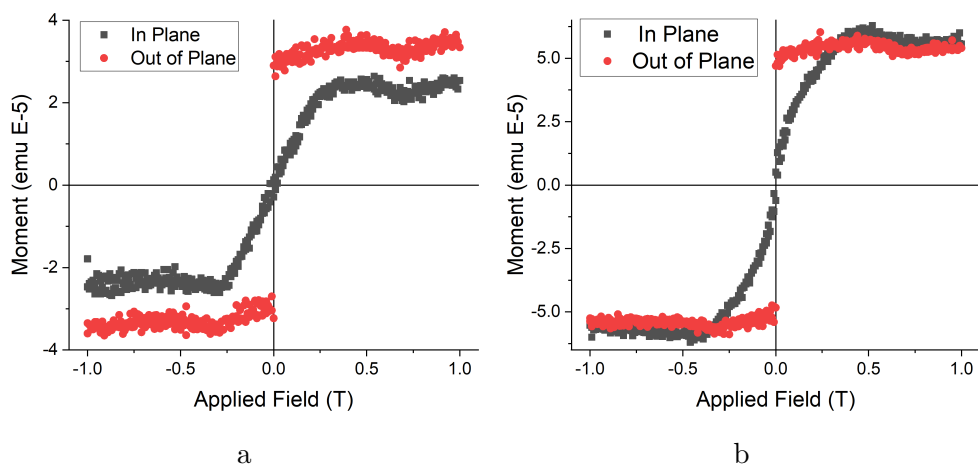 In Plane
Out of Plane
Moment (emu E-5)
4
2
0
-2
-4
-1.0
-0.5
0.0
0.5
1.0
Applied Field (T)
a
In Plane
Out of Plane
Moment (emu E-5)
5.0
2.5
0.0
-2.5
-5.0
-1.0
-0.5
0.0
0.5
1.0
Applied Field (T)
b